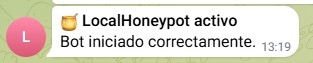 L
🍯 LocalHoneypot activo
Bot iniciado correctamente. 13:19